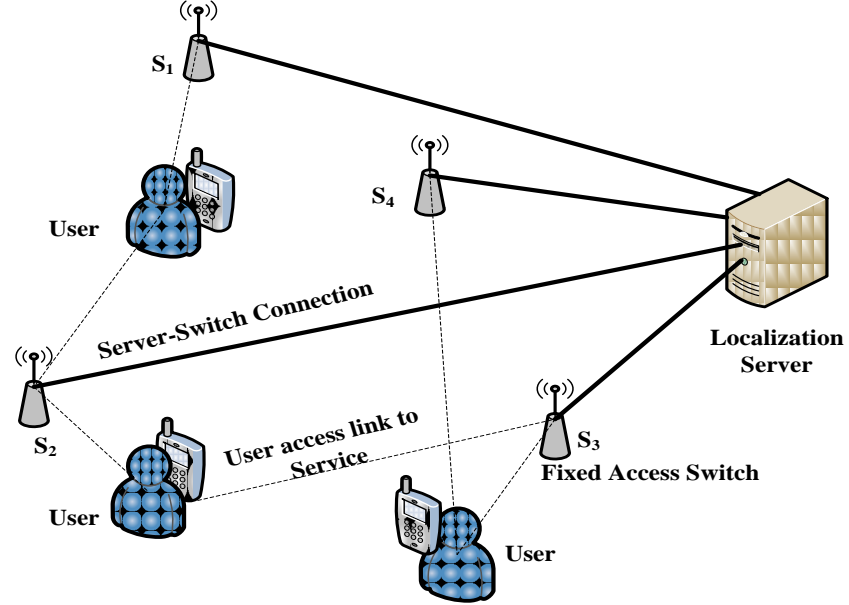 S1
S4
User
Server-Switch Connection
Localization
Server
S2
User access link to
Service
S3
Fixed Access Switch
User
User